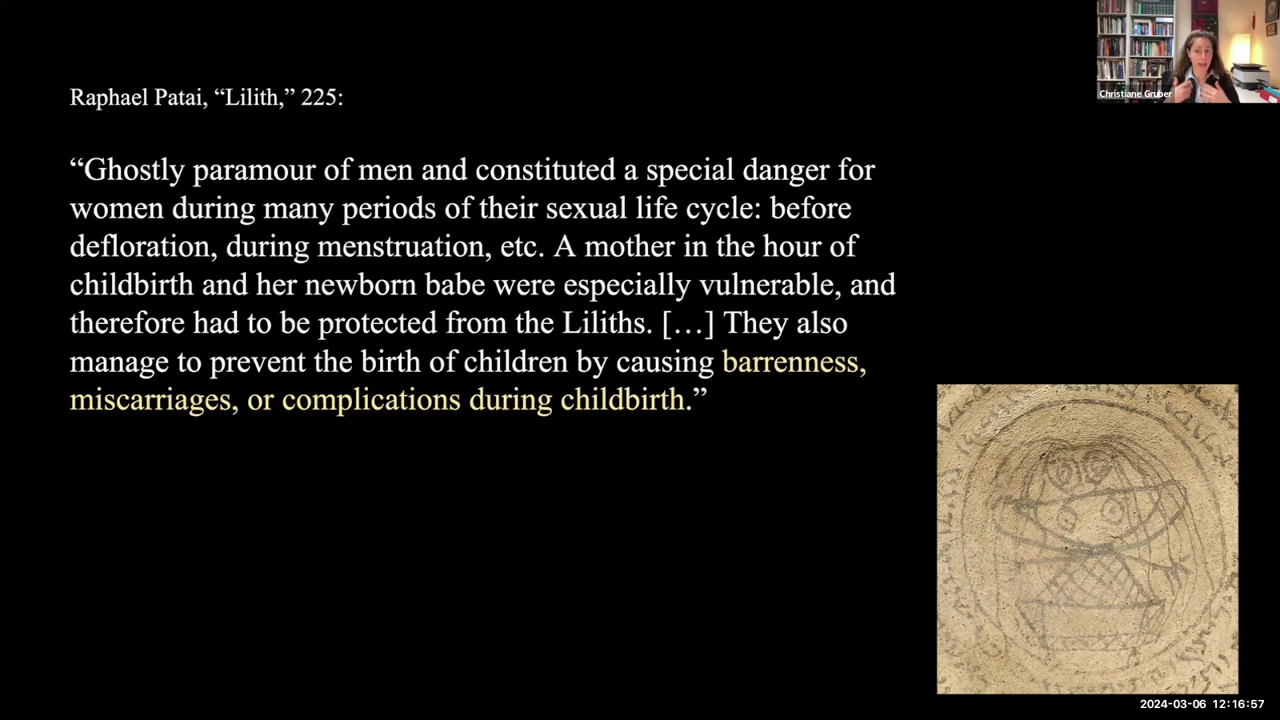 Raphael Patai, “Lilith,” 225:
“Ghostly paramour of men and constituted a special danger for
women during many periods of their sexual life cycle: before
defloration, during menstruation, etc. A mother in the hour of
childbirth and her newborn babe were especially vulnerable, and
therefore had to be protected from the Liliths. […] They also
manage to prevent the birth of children by causing barrenness,
miscarriages, or complications during childbirth.”
Christiane Gruber
2024-03-06 12:16:57